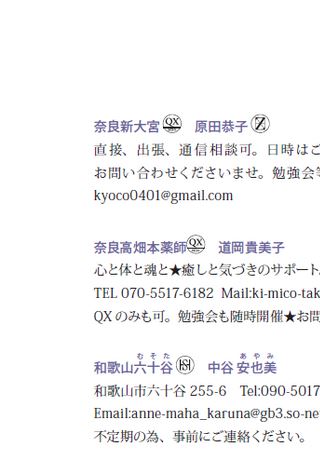 奈良新大宮 QX 原田恭子 Z
直接、出張、通信相談可。日時はご
お問い合わせくださいませ。勉強会等
kyoco0401@gmail.com
奈良高畑本薬師 QX 道岡貴美子
心と体と魂と★癒しと気づきのサポート
TEL 070-5517-6182 Mail:ki-mico-tak
QXのみも可。勉強会も随時開催★お問
むそた あやみ
和歌山六十谷 中谷 安也美
和歌山市六十谷 255-6 Tel:090-5017
Email:anne-maha_karuna@gb3.so-ne
不定期の為、事前にご連絡ください。